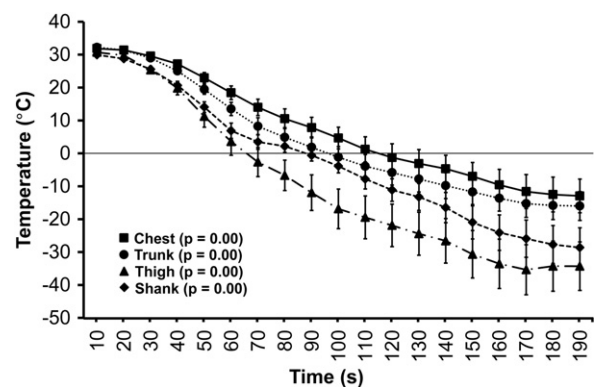 40
30
20
10
0
-10
-20
-30
-40
-50
Temperature (°C)
Chest (p = 0.00)
Trunk (p = 0.00)
Thigh (p = 0.00)
Shank (p = 0.00)
10 20 30 40 50 60 70 80 90 100 110 120 130 140 150 160 170 180 190
Time (s)